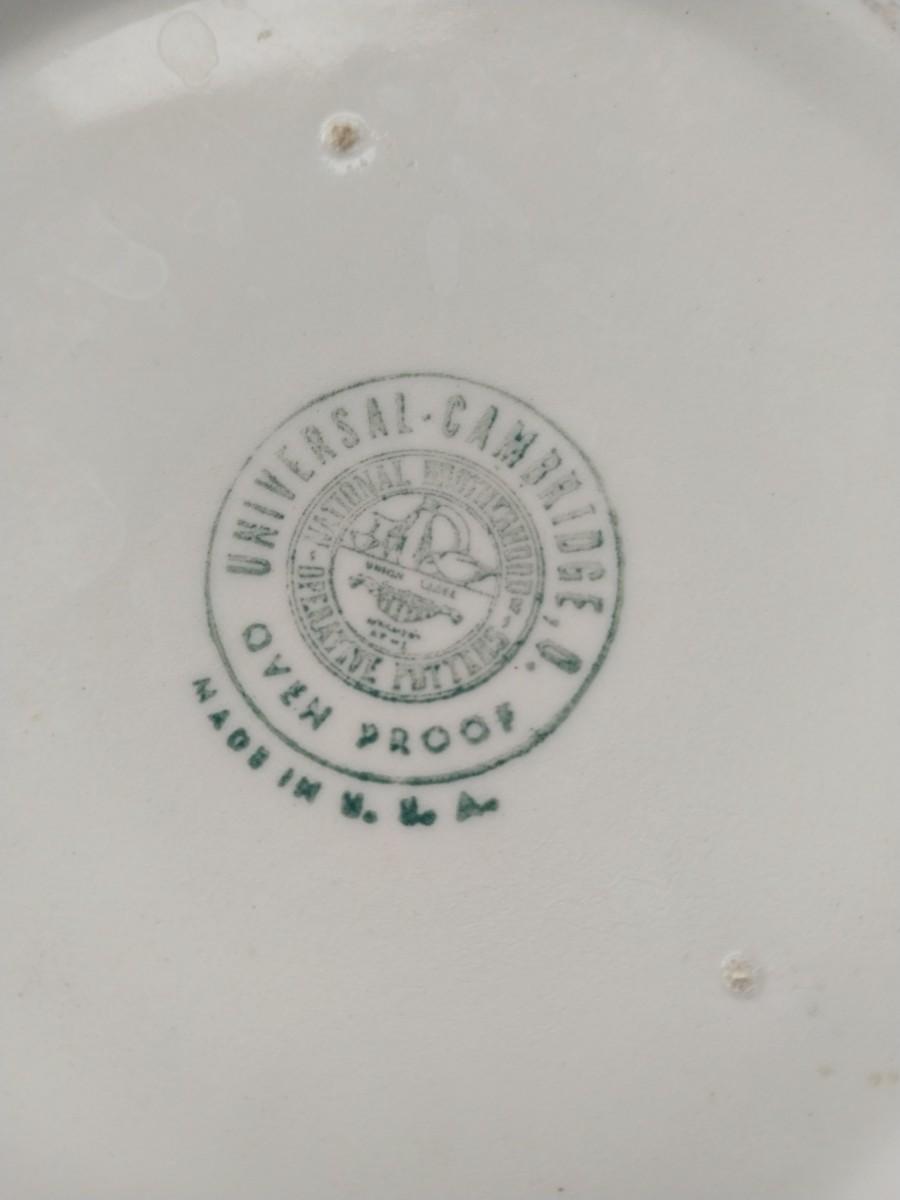 UNIVERSAL-CAMBRIDGE, O.
NATIONAL BROTHERHOOD
OPERATIVE POTTERS
UNION LABEL
OVEN PROOF
MADE IN U. S. A.